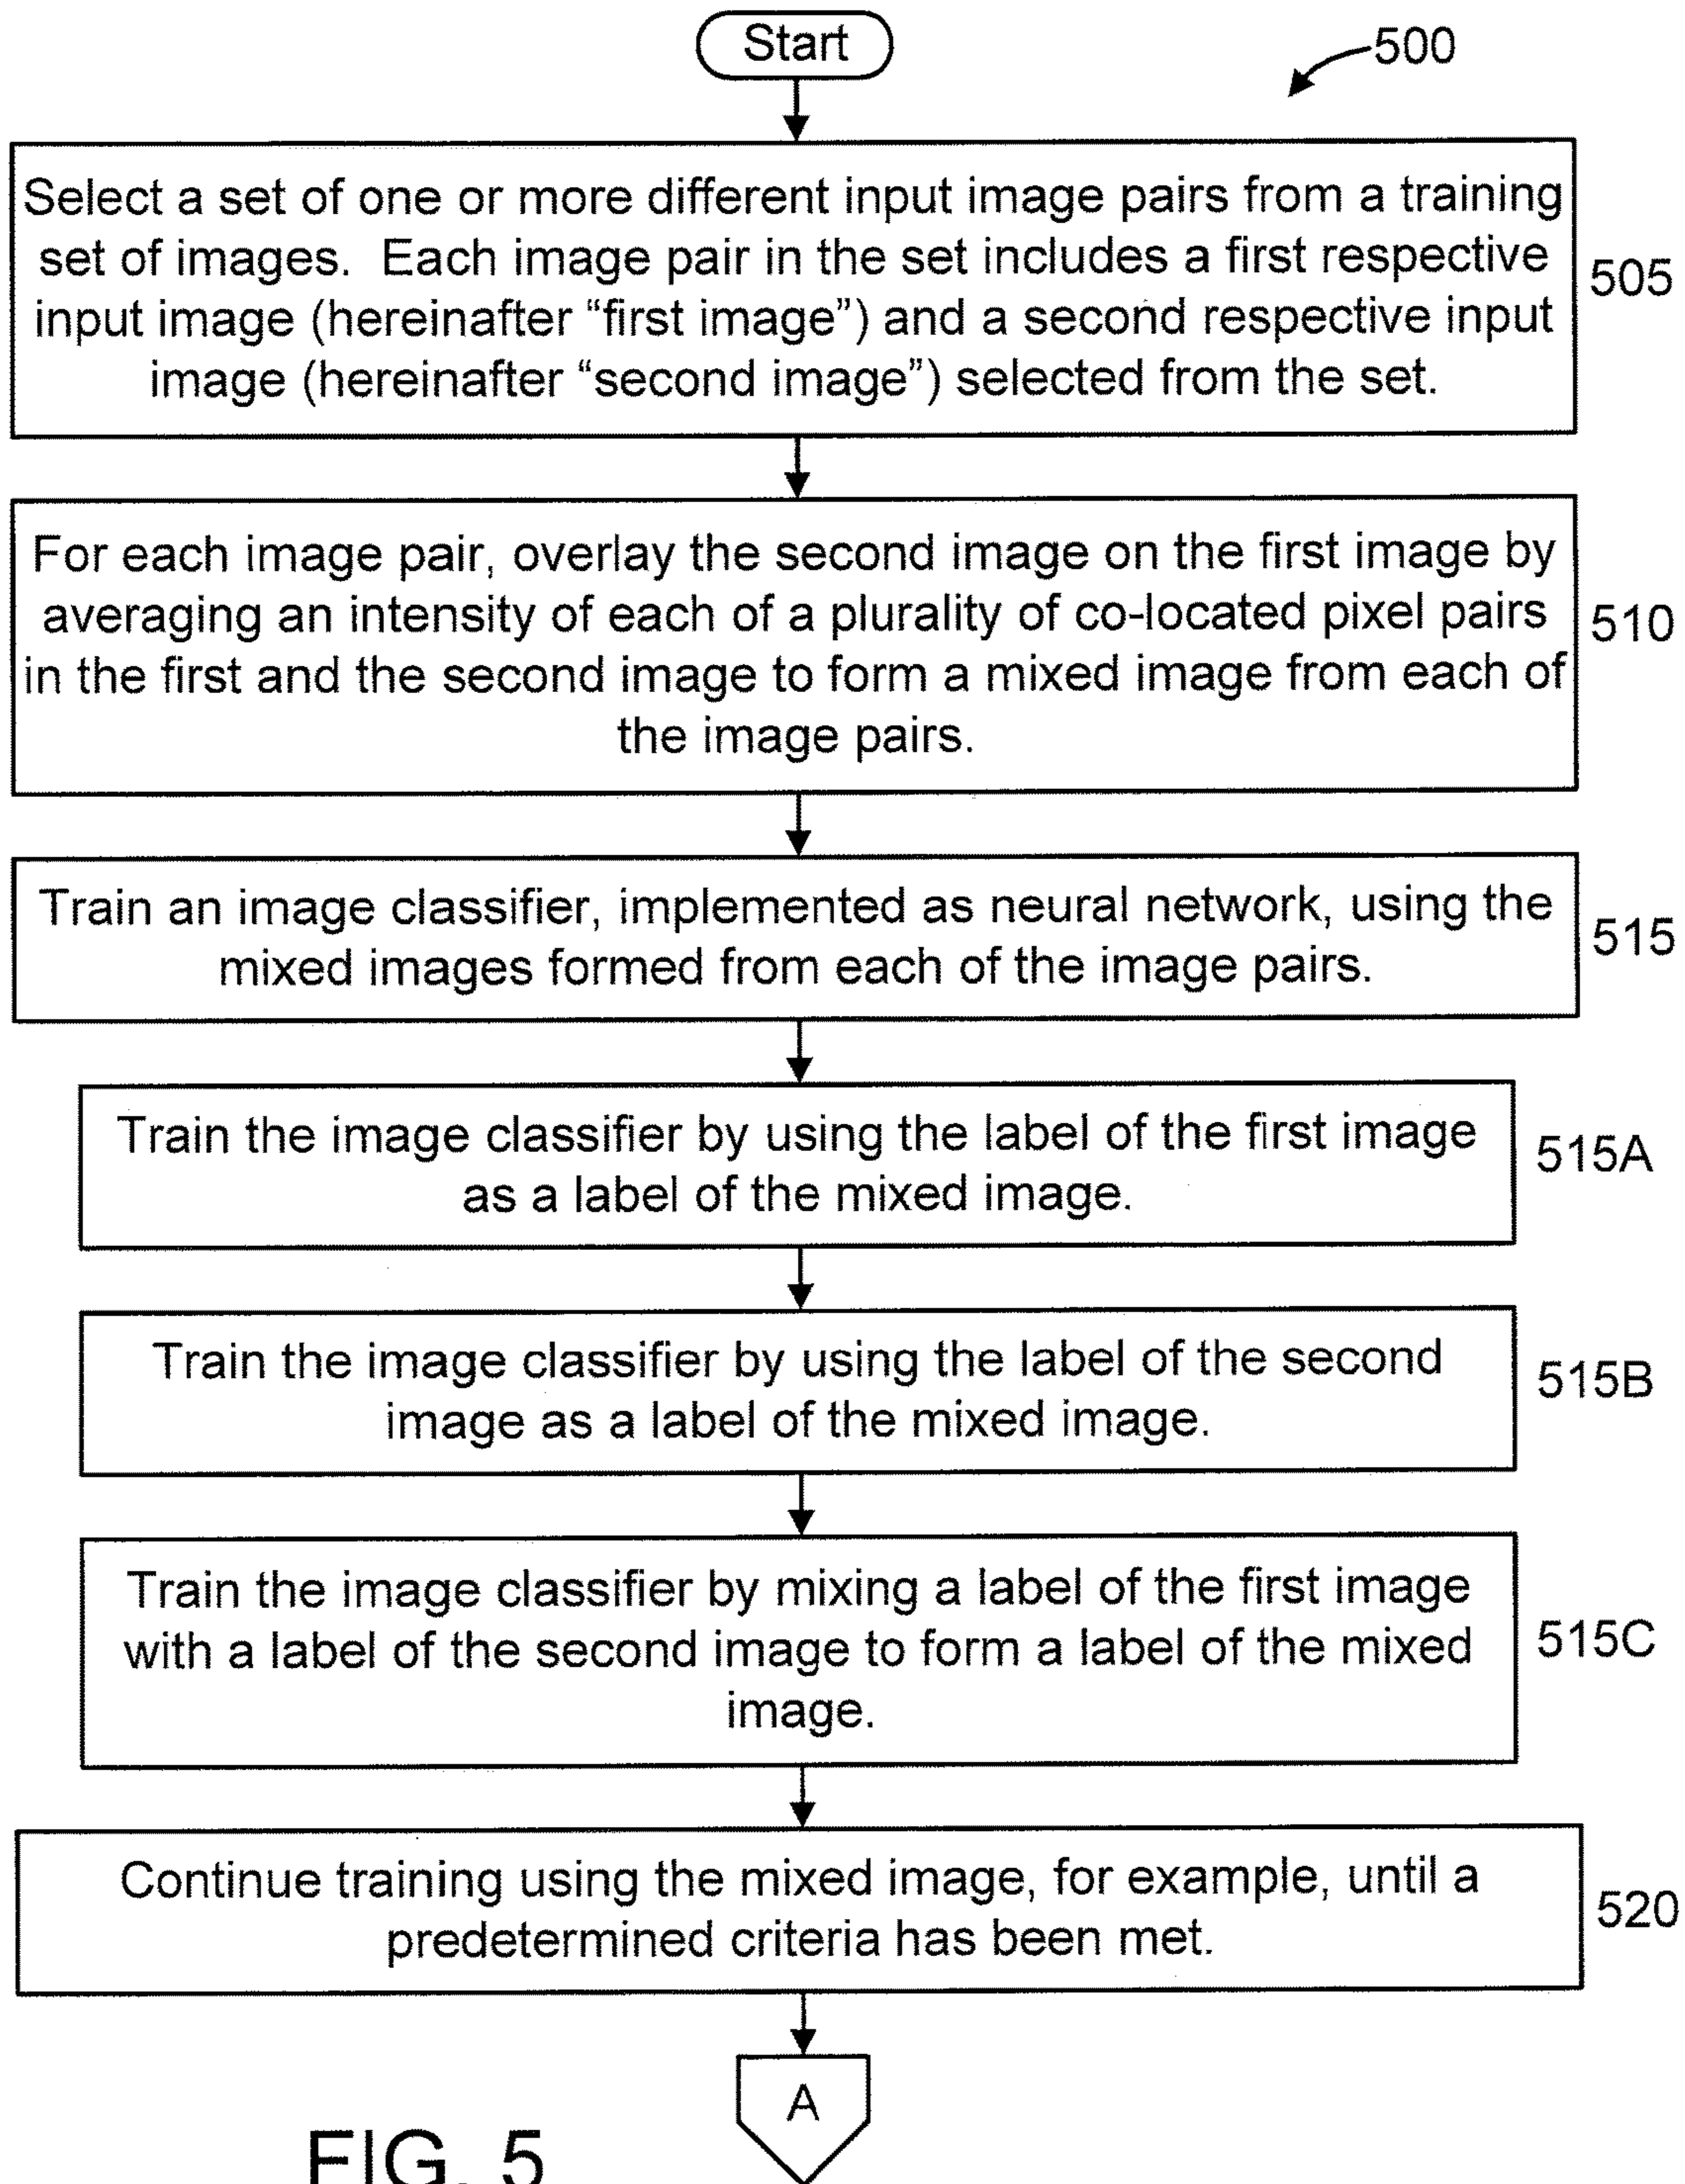 Start
500
Select a set of one or more different input image pairs from a training
set of images. Each image pair in the set includes a first respective
input image (hereinafter “first image”) and a second respective input
image (hereinafter “second image”) selected from the set.
505
For each image pair, overlay the second image on the first image by
averaging an intensity of each of a plurality of co-located pixel pairs
in the first and the second image to form a mixed image from each of
the image pairs.
510
Train an image classifier, implemented as neural network, using the
mixed images formed from each of the image pairs.
515
Train the image classifier by using the label of the first image
as a label of the mixed image.
515A
Train the image classifier by using the label of the second
image as a label of the mixed image.
515B
Train the image classifier by mixing a label of the first image
with a label of the second image to form a label of the mixed
image.
515C
Continue training using the mixed image, for example, until a
predetermined criteria has been met.
520
A
FIG. 5